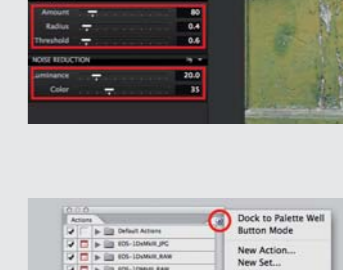 Amount 80
Radius 0.4
Threshold 0.6
NOISE REDUCTION
Luminance 20.0
Color 35
Actions
Default Actions
EOS-1DsMkIII_JPG
EOS-1DsMkIII_RAW
Dock to Palette Well
Button Mode
New Action...
New Set...